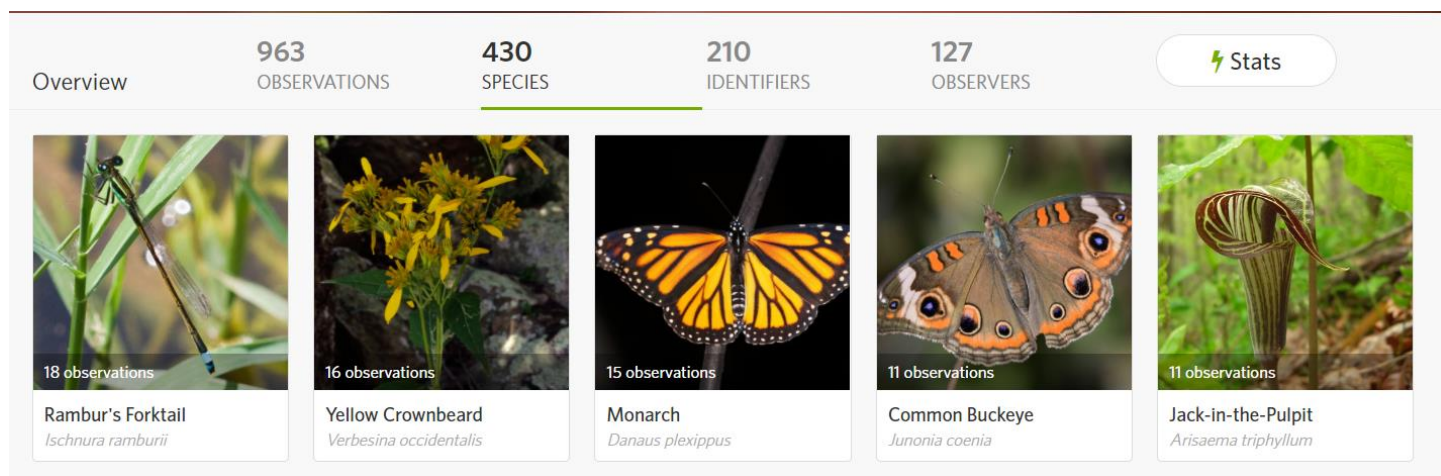 Overview
963
OBSERVATIONS
430
SPECIES
210
IDENTIFIERS
127
OBSERVERS
Stats
18 observations
Rambur's Forktail
Ischnura ramburii
16 observations
Yellow Crownbeard
Verbesina occidentalis
15 observations
Monarch
Danaus plexippus
11 observations
Common Buckeye
Junonia coenia
11 observations
Jack-in-the-Pulpit
Arisaema triphyllum